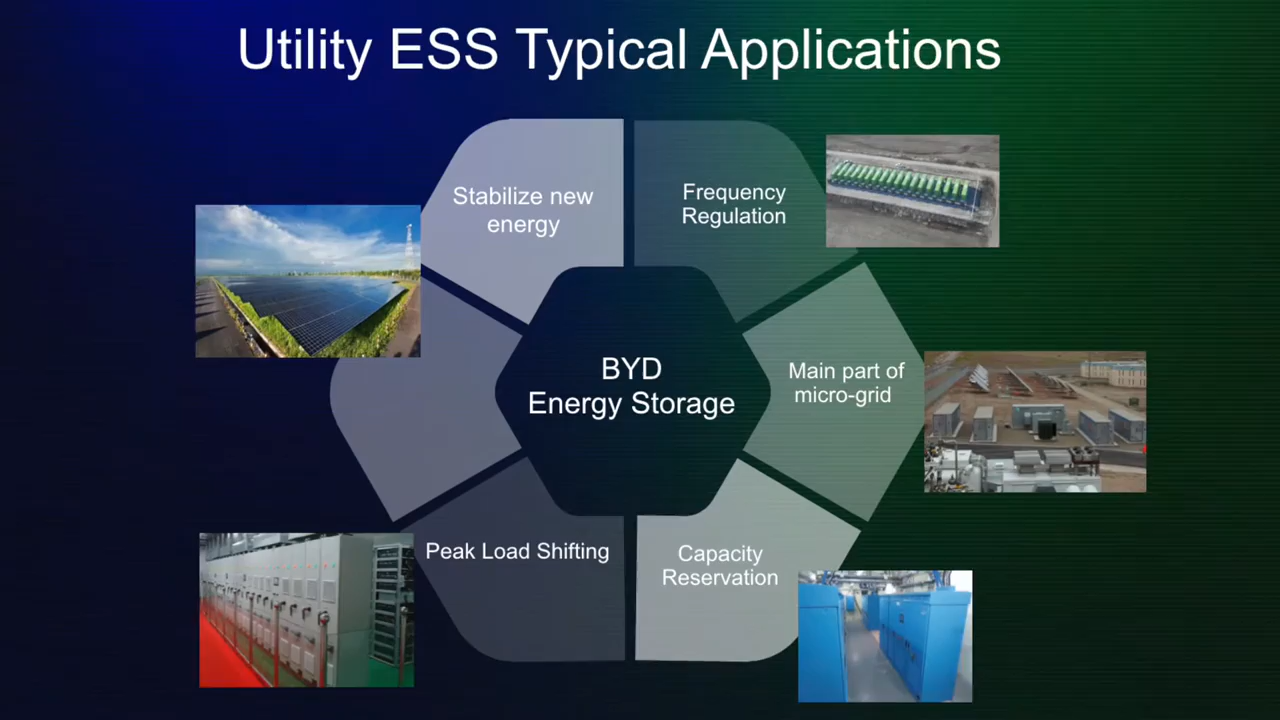 Utility ESS Typical Applications
Stabilize new
energy
Frequency
Regulation
BYD
Energy Storage
Main part of
micro-grid
Peak Load Shifting
Capacity
Reservation